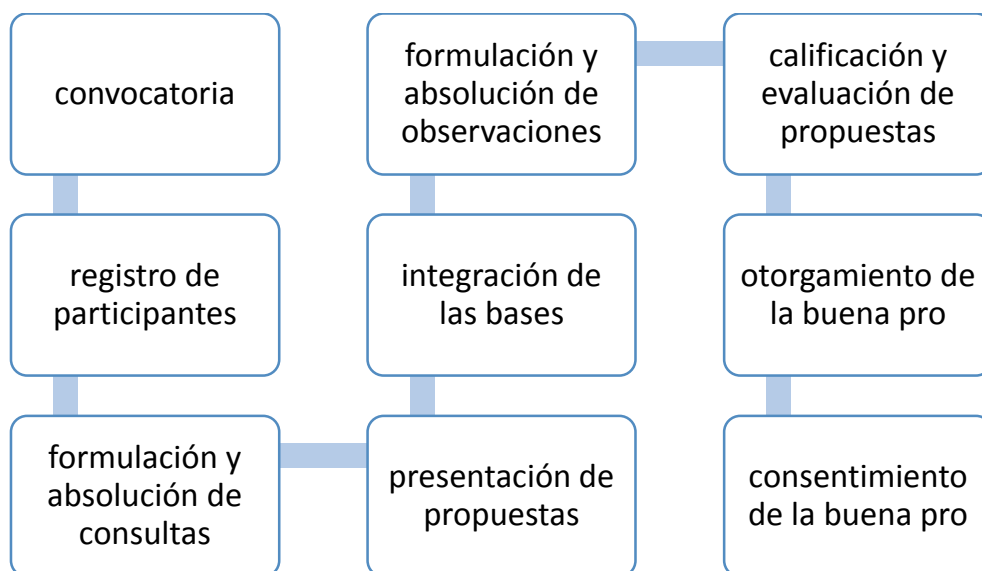 convocatoria
registro de
participantes
formulación y
absolución de
consultas
presentación de
propuestas
integración de
las bases
formulación y
absolución de
observaciones
calificación y
evaluación de
propuestas
otorgamiento de
la buena pro
consentimiento
de la buena pro